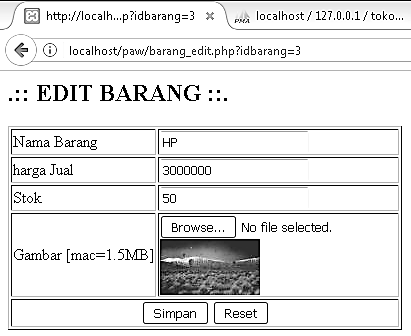 http://localh...p?idbarang=3
PMA localhost / 127.0.0.1 / toko...
localhost/paw/barang_edit.php?idbarang=3
.:: EDIT BARANG ::.
Nama Barang HP
harga Jual 3000000
Stok 50
Browse... No file selected.
Gambar [mac=1.5MB]
Simpan Reset